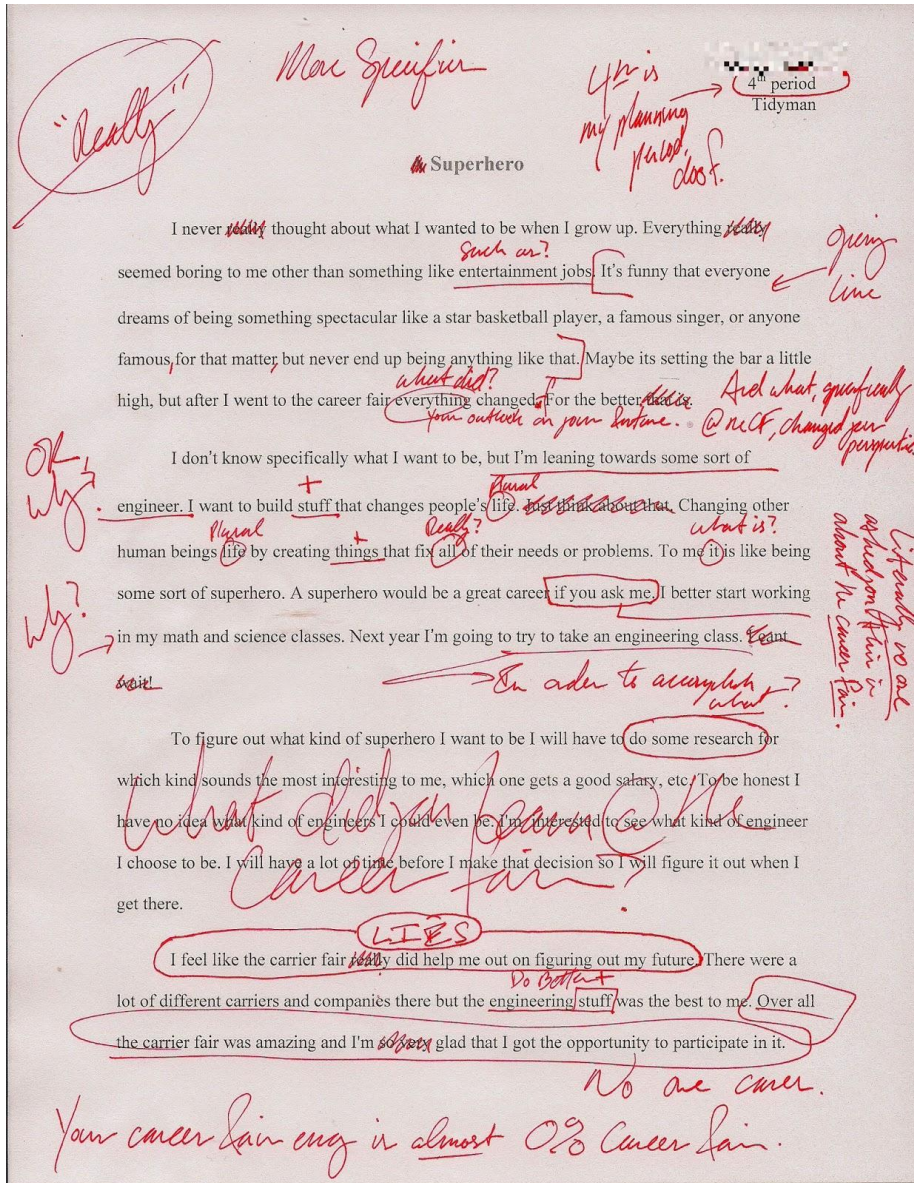 More Specifics
"Really"
4th is
my planning
period,
doof.
4th period
Tidyman
Superhero
I never really thought about what I wanted to be when I grow up. Everything really
such as?
seemed boring to me other than something like entertainment jobs. It's funny that everyone
opening
line
dreams of being something spectacular like a star basketball player, a famous singer, or anyone
famous, for that matter, but never end up being anything like that. Maybe its setting the bar a little
what did?
high, but after I went to the career fair everything changed. For the better that is.
Your outlook on your future.
And what, specifically
@ the CF, changed your
perspective.
OK,
why.
I don't know specifically what I want to be, but I'm leaning towards some sort of
Plural
engineer. I want to build stuff that changes people's life. Just think about that. Changing other
Plural
Really?
what is?
human beings life by creating things that fix all of their needs or problems. To me it is like being
some sort of superhero. A superhero would be a great career if you ask me. I better start working
why?
in my math and science classes. Next year I'm going to try to take an engineering class. I cant
wait!
In order to accomplish
what?
Literally no one
asked you
about the career fair.
To figure out what kind of superhero I want to be I will have to do some research for
which kind sounds the most interesting to me, which one gets a good salary, etc. To be honest I
What did you learn @ the
have no idea what kind of engineers I could even be. I'm interested to see what kind of engineer
I choose to be. I will have a lot of time before I make that decision so I will figure it out when I
career fair?
get there.
LIES
I feel like the carrier fair really did help me out on figuring out my future. There were a
Do Better
lot of different carriers and companies there but the engineering stuff was the best to me. Over all
the carrier fair was amazing and I'm so very glad that I got the opportunity to participate in it.
No one cares.
Your career fair essay is almost 0% Career fair.